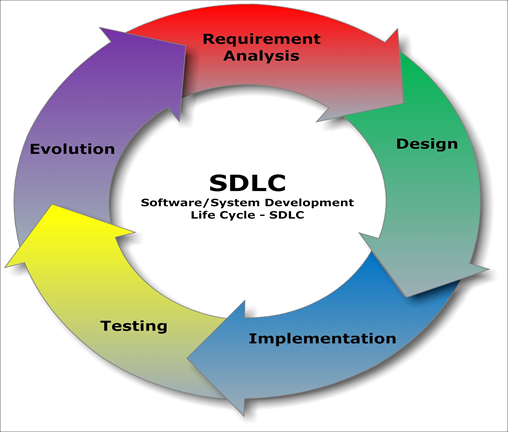 Requirement
Analysis
Design
Evolution
SDLC
Software/System Development
Life Cycle - SDLC
Testing
Implementation